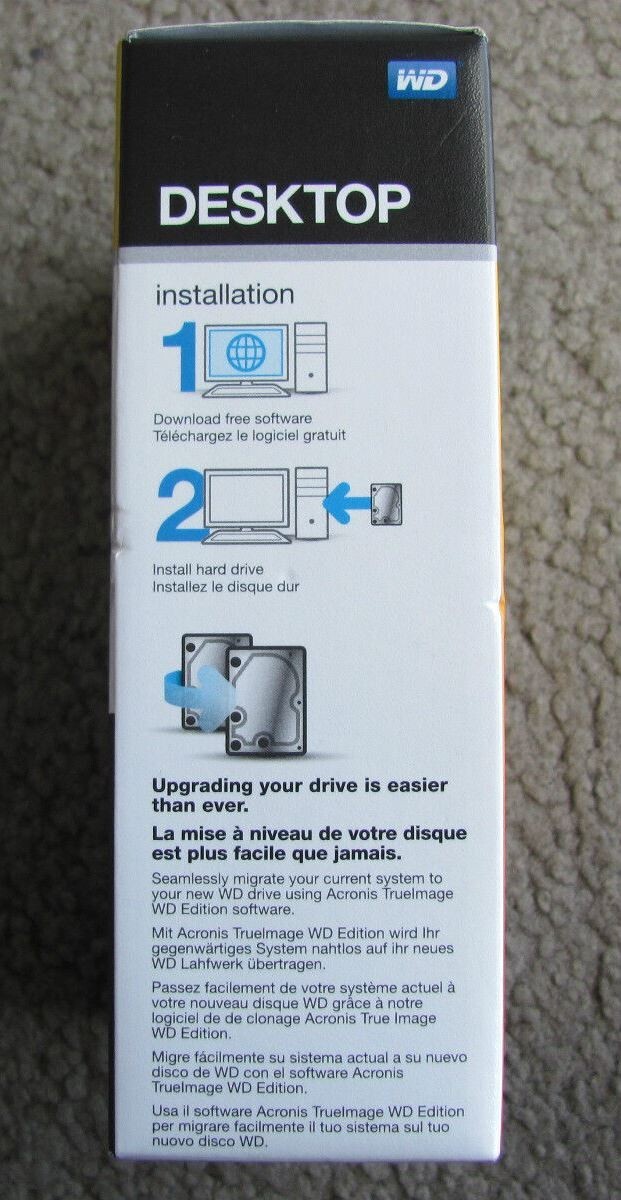 WD
DESKTOP
installation
1
Download free software
Téléchargez le logiciel gratuit
2
Install hard drive
Installez le disque dur
Upgrading your drive is easier
than ever.
La mise à niveau de votre disque
est plus facile que jamais.
Seamlessly migrate your current system to
your new WD drive using Acronis TrueImage
WD Edition software.
Mit Acronis TrueImage WD Edition wird Ihr
gegenwärtiges System nahtlos auf ihr neues
WD Lahfwerk übertragen.
Passez facilement de votre système actuel à
votre nouveau disque WD grâce à notre
logiciel de de clonage Acronis True Image
WD Edition.
Migre fácilmente su sistema actual a su nuevo
disco de WD con el software Acronis
TrueImage WD Edition.
Usa il software Acronis TrueImage WD Edition
per migrare facilmente il tuo sistema sul tuo
nuovo disco WD.